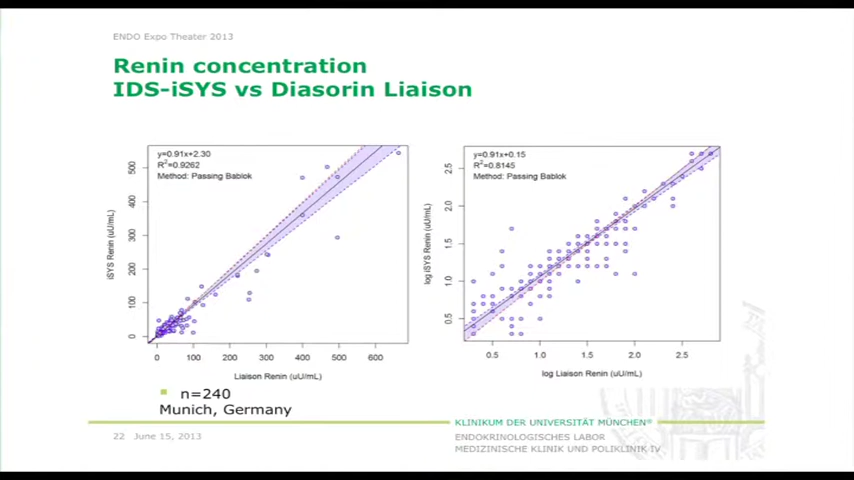 ENDO Expo Theater 2013
Renin concentration
IDS-iSYS vs Diasorin Liaison
y=0.91x+2.30
R²=0.9262
Method: Passing Bablok
iSYS Renin (uU/mL)
500
400
300
200
100
0
0 100 200 300 400 500 600
Liaison Renin (uU/mL)
y=0.91x+0.15
R²=0.8145
Method: Passing Bablok
log iSYS Renin (uU/mL)
2.5
2.0
1.5
1.0
0.5
0.5 1.0 1.5 2.0 2.5
log Liaison Renin (uU/mL)
n=240
Munich, Germany
KLINIKUM DER UNIVERSITÄT MÜNCHEN®
22 June 15, 2013
ENDOKRINOLOGISCHES LABOR
MEDIZINISCHE KLINIK UND POLIKLINIK IV